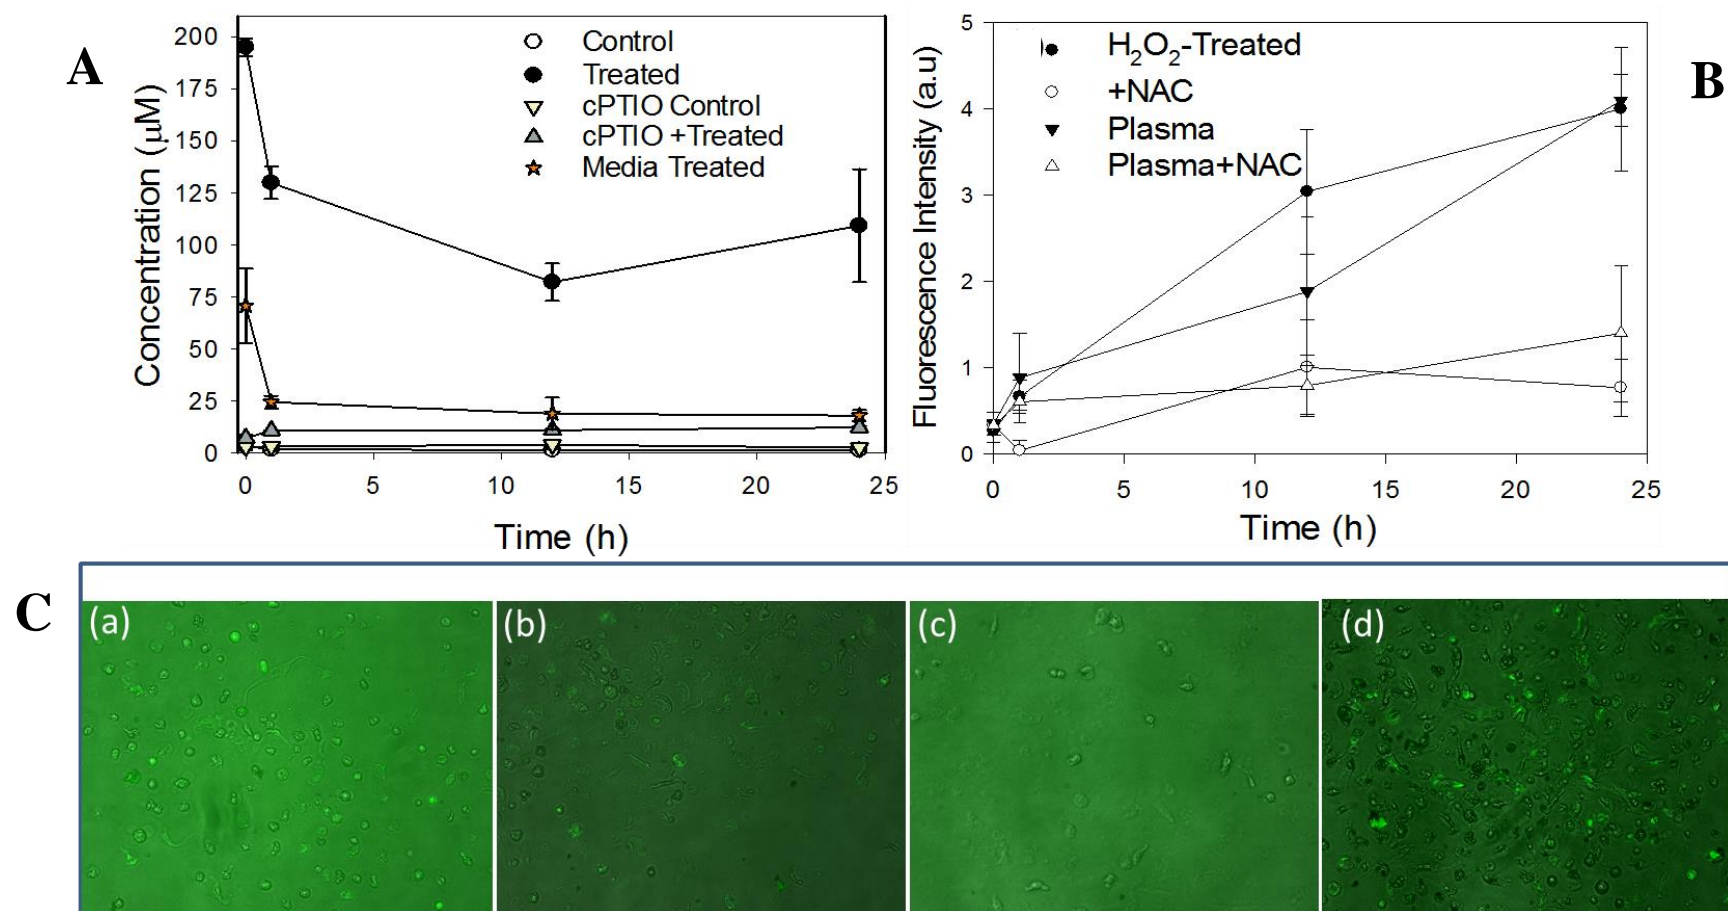 A
Concentration (µM)
200
175
150
125
100
75
50
25
0
Control
Treated
cPTIO Control
cPTIO +Treated
Media Treated
0 5 10 15 20 25
Time (h)
B
Fluorescence Intensity (a.u)
5
4
3
2
1
0
H₂O₂-Treated
+NAC
Plasma
Plasma+NAC
0 5 10 15 20 25
Time (h)
C
(a) (b) (c) (d)